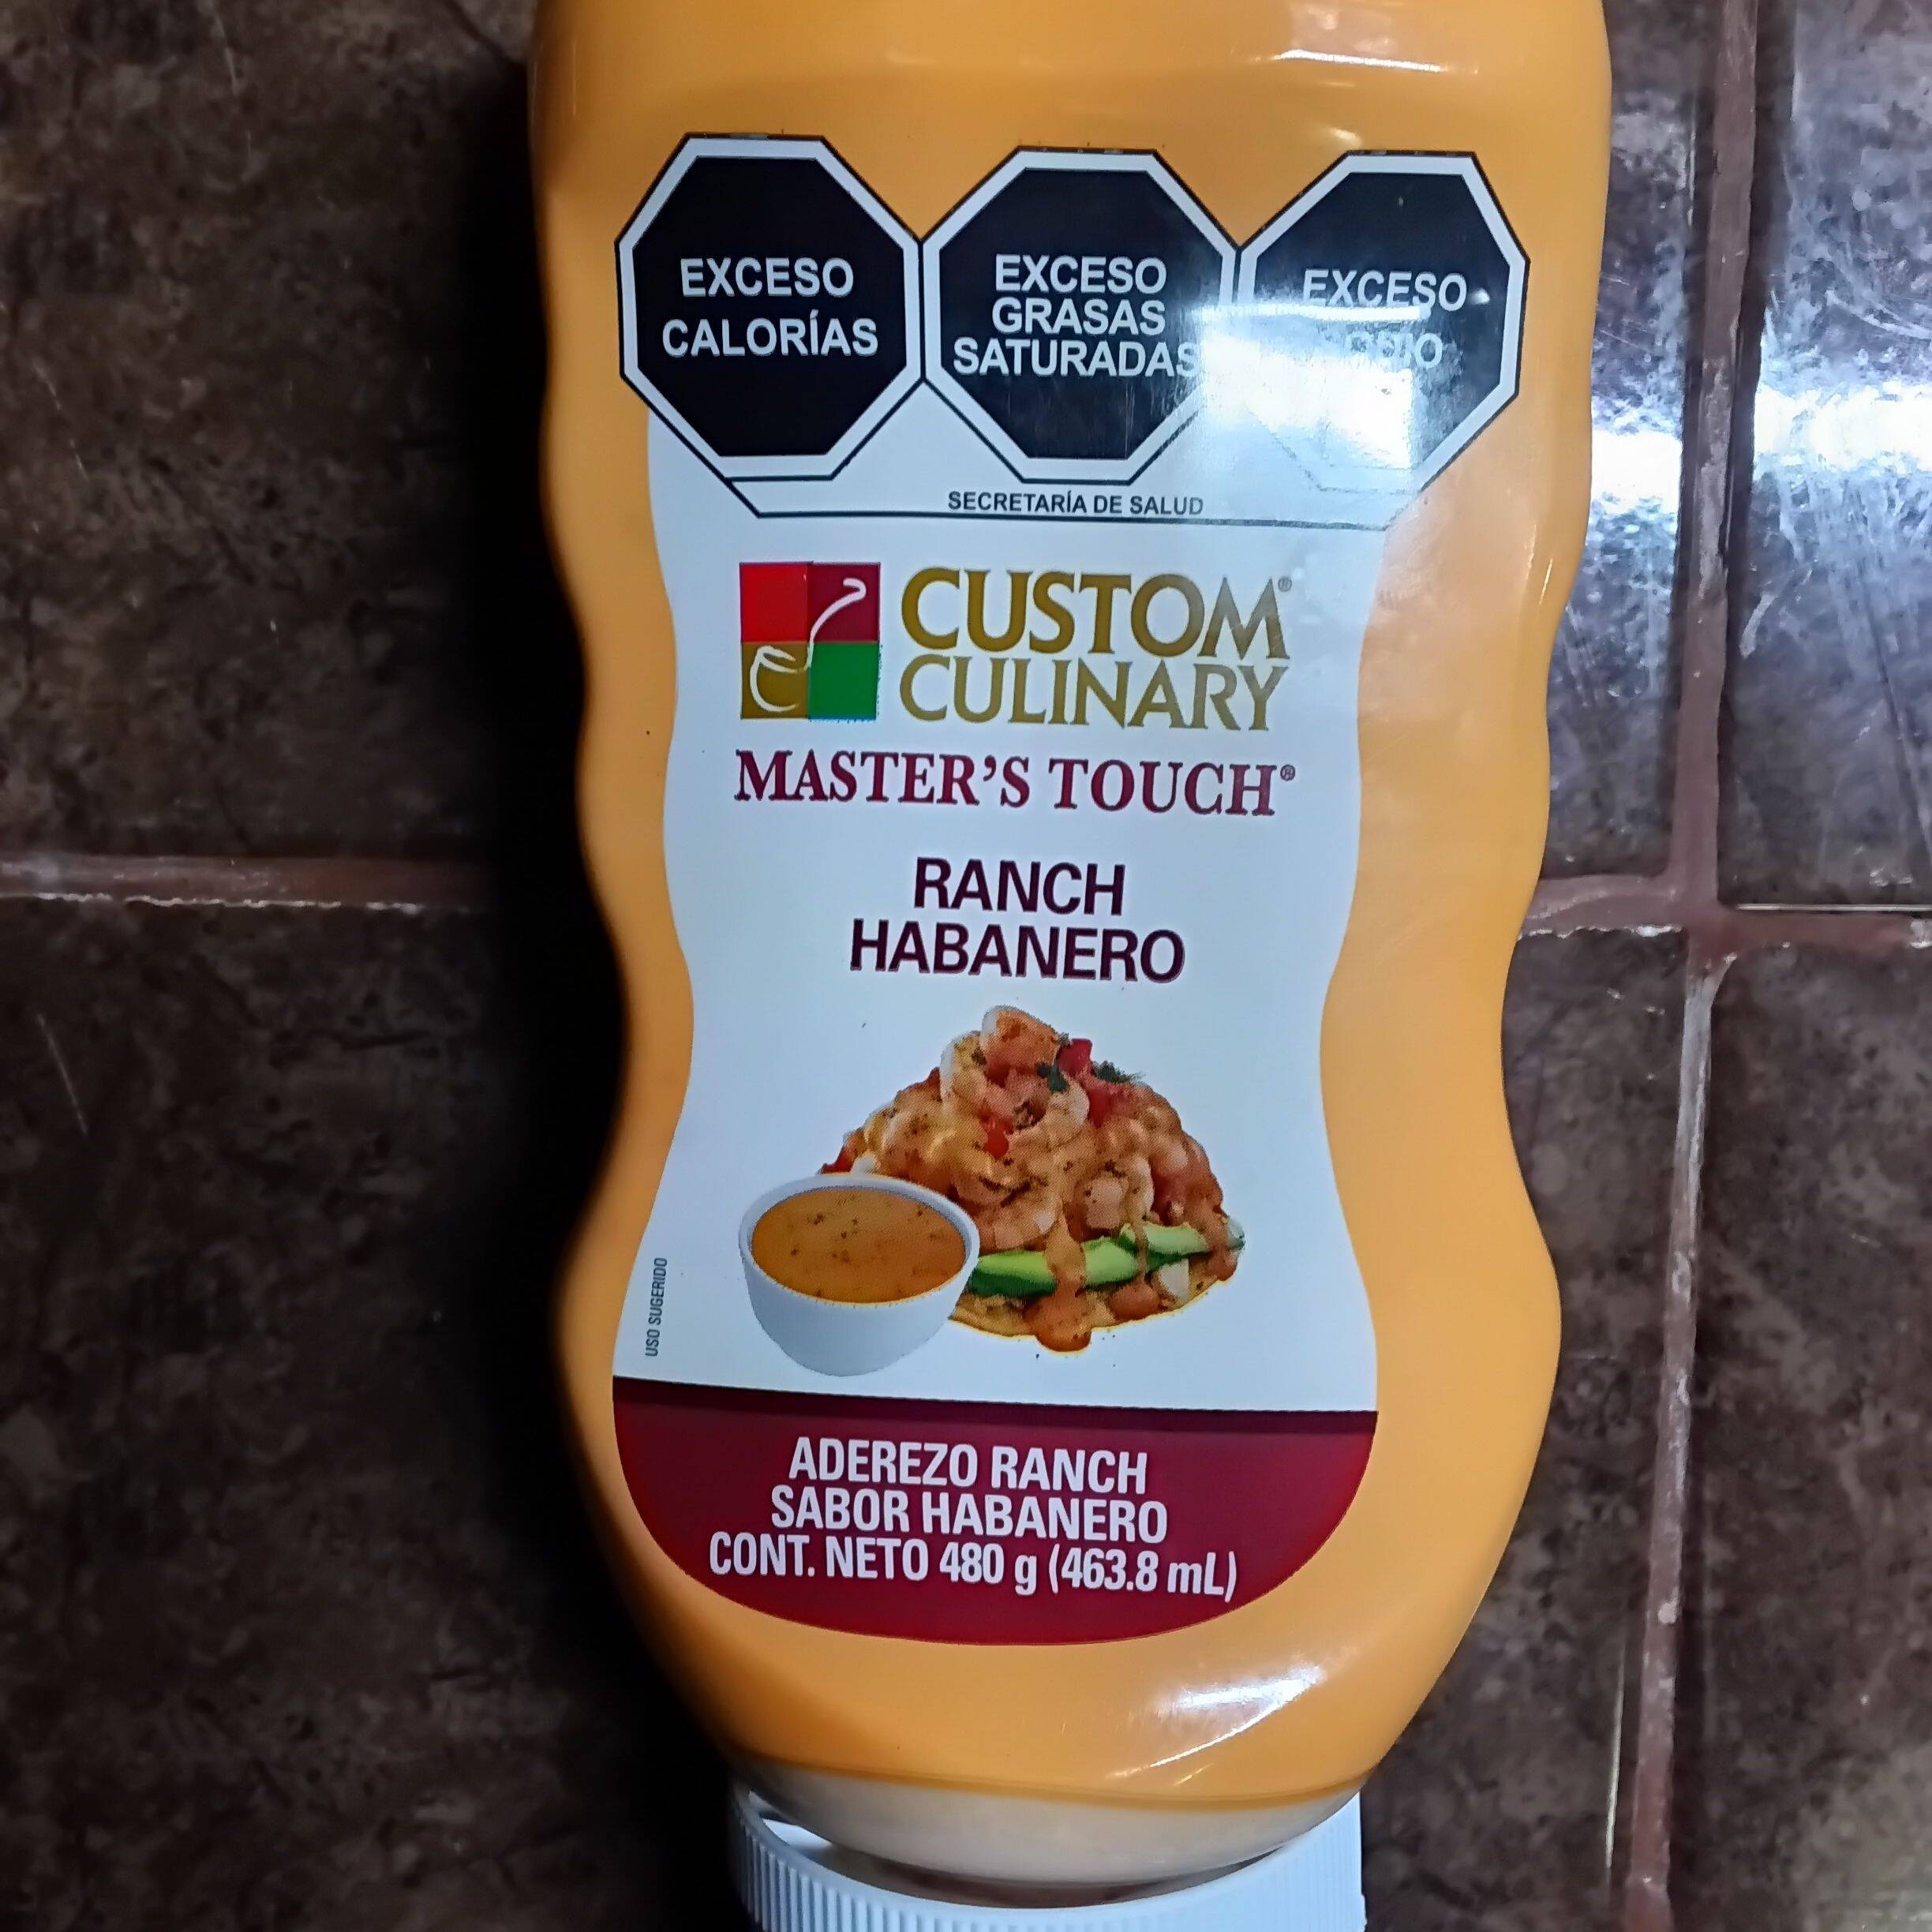 EXCESO
CALORÍAS
EXCESO
GRASAS
SATURADAS
EXCESO
SECRETARÍA DE SALUD
CUSTOM®
CULINARY
MASTER'S TOUCH®
RANCH
HABANERO
USO SUGERIDO
ADEREZO RANCH
SABOR HABANERO
CONT. NETO 480 g (463.8 mL)